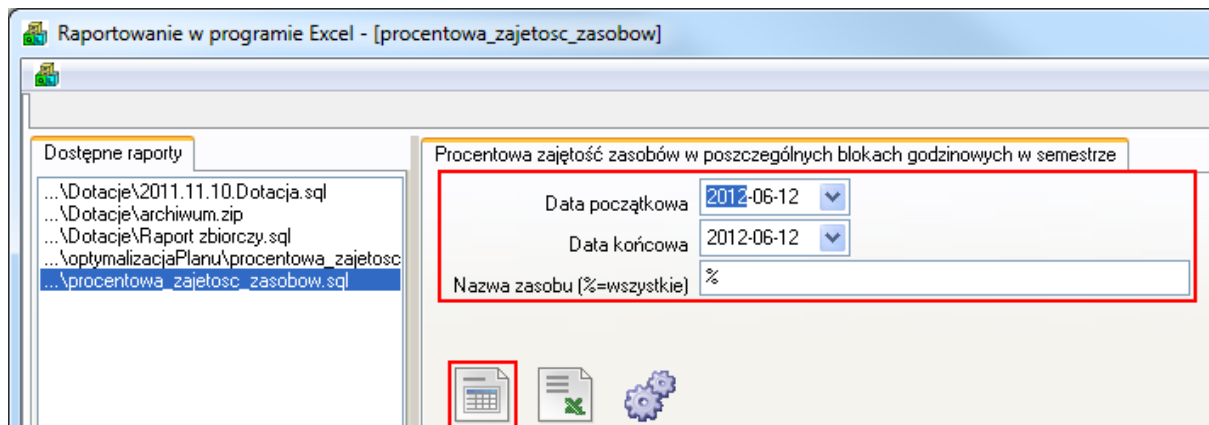 Raportowanie w programie Excel - [procentowa_zajetosc_zasobow]
Dostępne raporty
...\Dotacje\2011.11.10.Dotacja.sql
...\Dotacje\archiwum.zip
...\Dotacje\Raport zbiorczy.sql
...\optymalizacjaPlanu\procentowa_zajetosc
...\procentowa_zajetosc_zasobow.sql
Procentowa zajętość zasobów w poszczególnych blokach godzinowych w semestrze
Data początkowa 2012-06-12
Data końcowa 2012-06-12
Nazwa zasobu (%=wszystkie) %